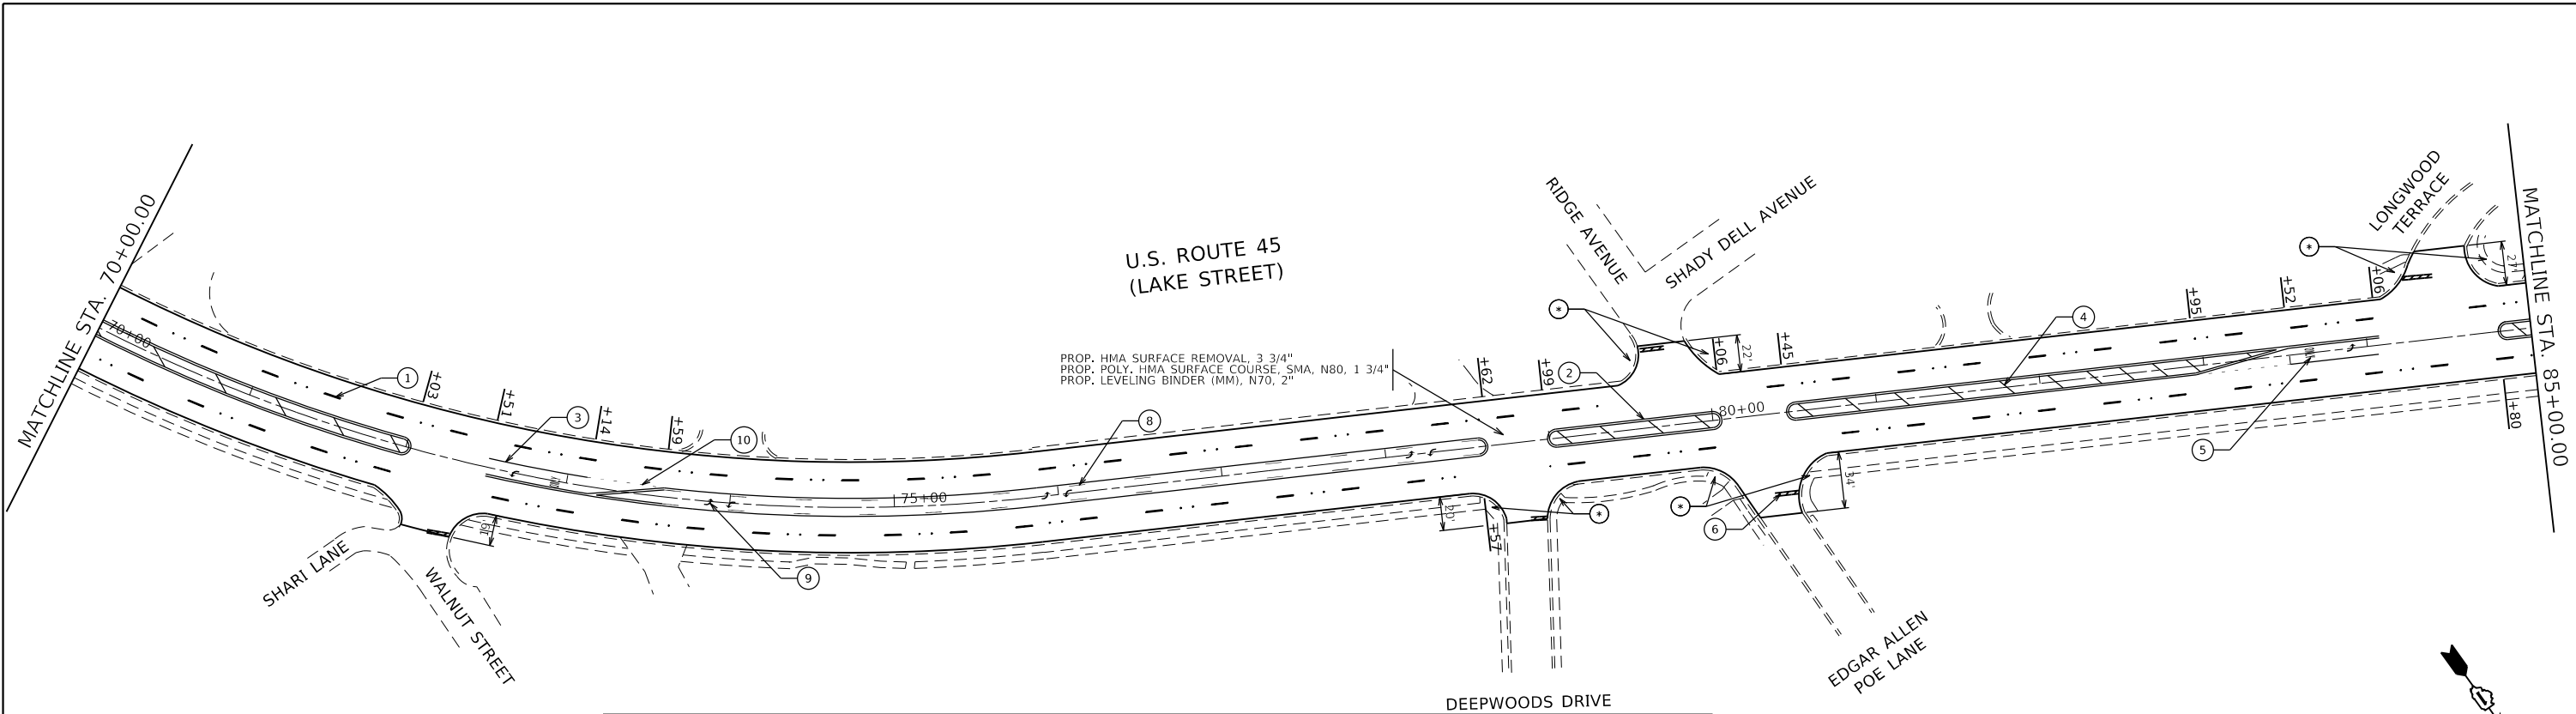 MATCHLINE STA. 70+00.00
70+00
1
+03
+51
3
+14
+59
10
8
75+00
9
16'
SHARI LANE
WALNUT STREET
U.S. ROUTE 45
(LAKE STREET)
PROP. HMA SURFACE REMOVAL, 3 3/4"
PROP. POLY. HMA SURFACE COURSE, SMA, N80, 1 3/4"
PROP. LEVELING BINDER (MM), N70, 2"
+62
+99
2
*
RIDGE AVENUE
SHADY DELL AVENUE
+06
22'
+45
80+00
20'
+57
*
*
6
34'
DEEPWOODS DRIVE
EDGAR ALLEN
POE LANE
4
+95
+52
+06
5
*
LONGWOOD
TERRACE
27'
+80
MATCHLINE STA. 85+00.00